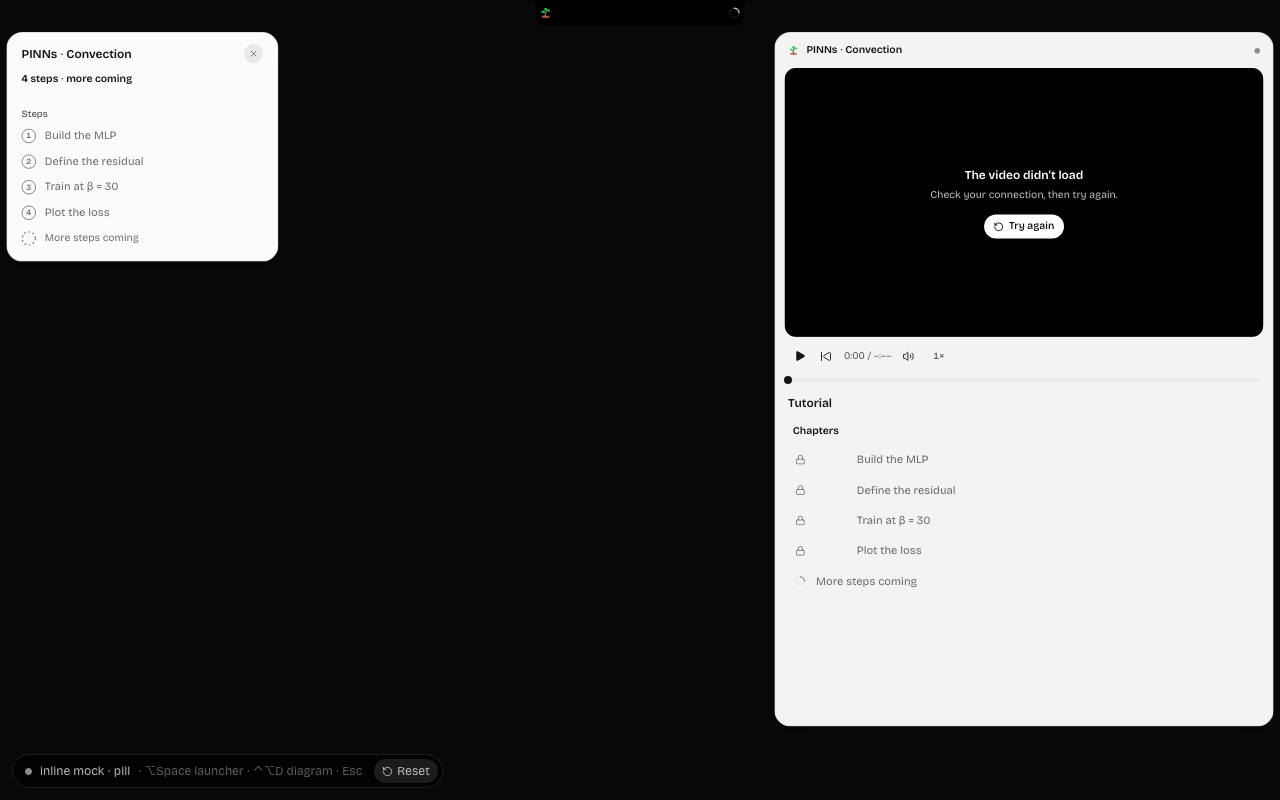 PINNs · Convection
4 steps · more coming
Steps
1 Build the MLP
2 Define the residual
3 Train at β = 30
4 Plot the loss
More steps coming
PINNs · Convection
The video didn't load
Check your connection, then try again.
Try again
0:00 / –:–– 1×
Tutorial
Chapters
Build the MLP
Define the residual
Train at β = 30
Plot the loss
More steps coming
inline mock · pill · ⌥Space launcher · ^⌥D diagram · Esc Reset